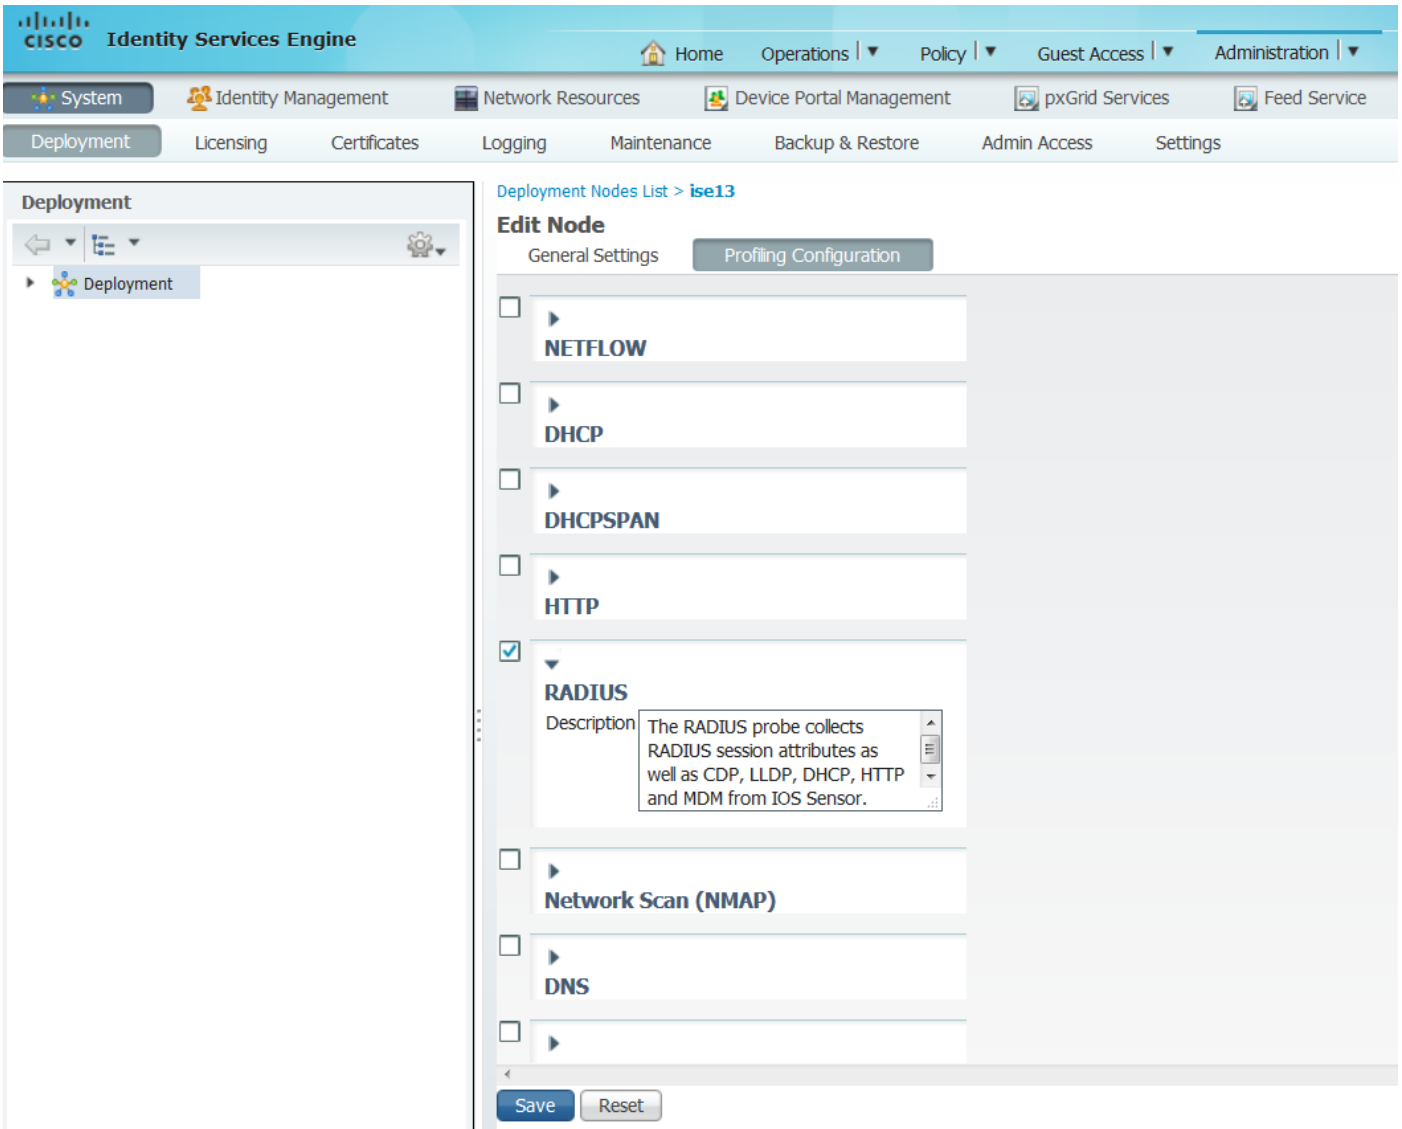 CISCO Identity Services Engine
Home Operations Policy Guest Access Administration
System Identity Management Network Resources Device Portal Management pxGrid Services Feed Service
Deployment Licensing Certificates Logging Maintenance Backup & Restore Admin Access Settings
Deployment
Deployment
Deployment Nodes List > ise13
Edit Node
General Settings Profiling Configuration
NETFLOW
DHCP
DHCPSPAN
HTTP
RADIUS
Description The RADIUS probe collects
RADIUS session attributes as
well as CDP, LLDP, DHCP, HTTP
and MDM from IOS Sensor.
Network Scan (NMAP)
DNS
Save Reset